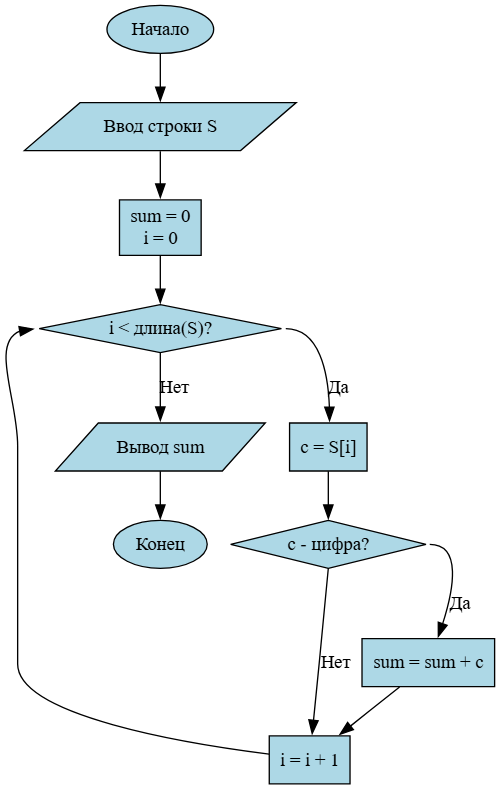 Начало
Ввод строки S
sum = 0
i = 0
i < длина(S)?
Нет
Да
Вывод sum
c = S[i]
Конец
c - цифра?
Да
Нет
sum = sum + c
i = i + 1